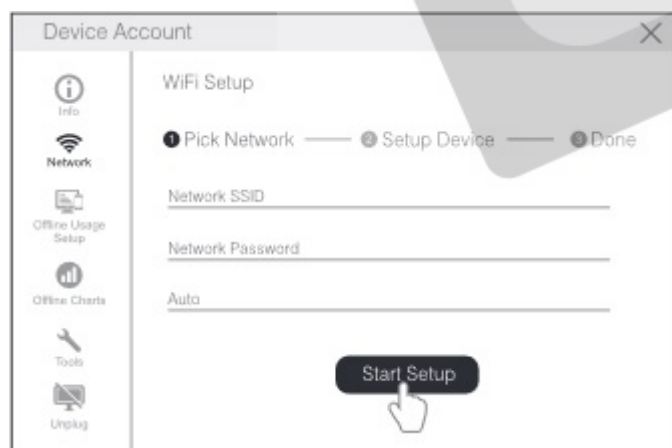 Device Account
Info
Network
Offline Usage
Setup
Offline Charts
Tools
Unplug
WiFi Setup
1 Pick Network
2 Setup Device
3 Done
Network SSID
Network Password
Auto
Start Setup